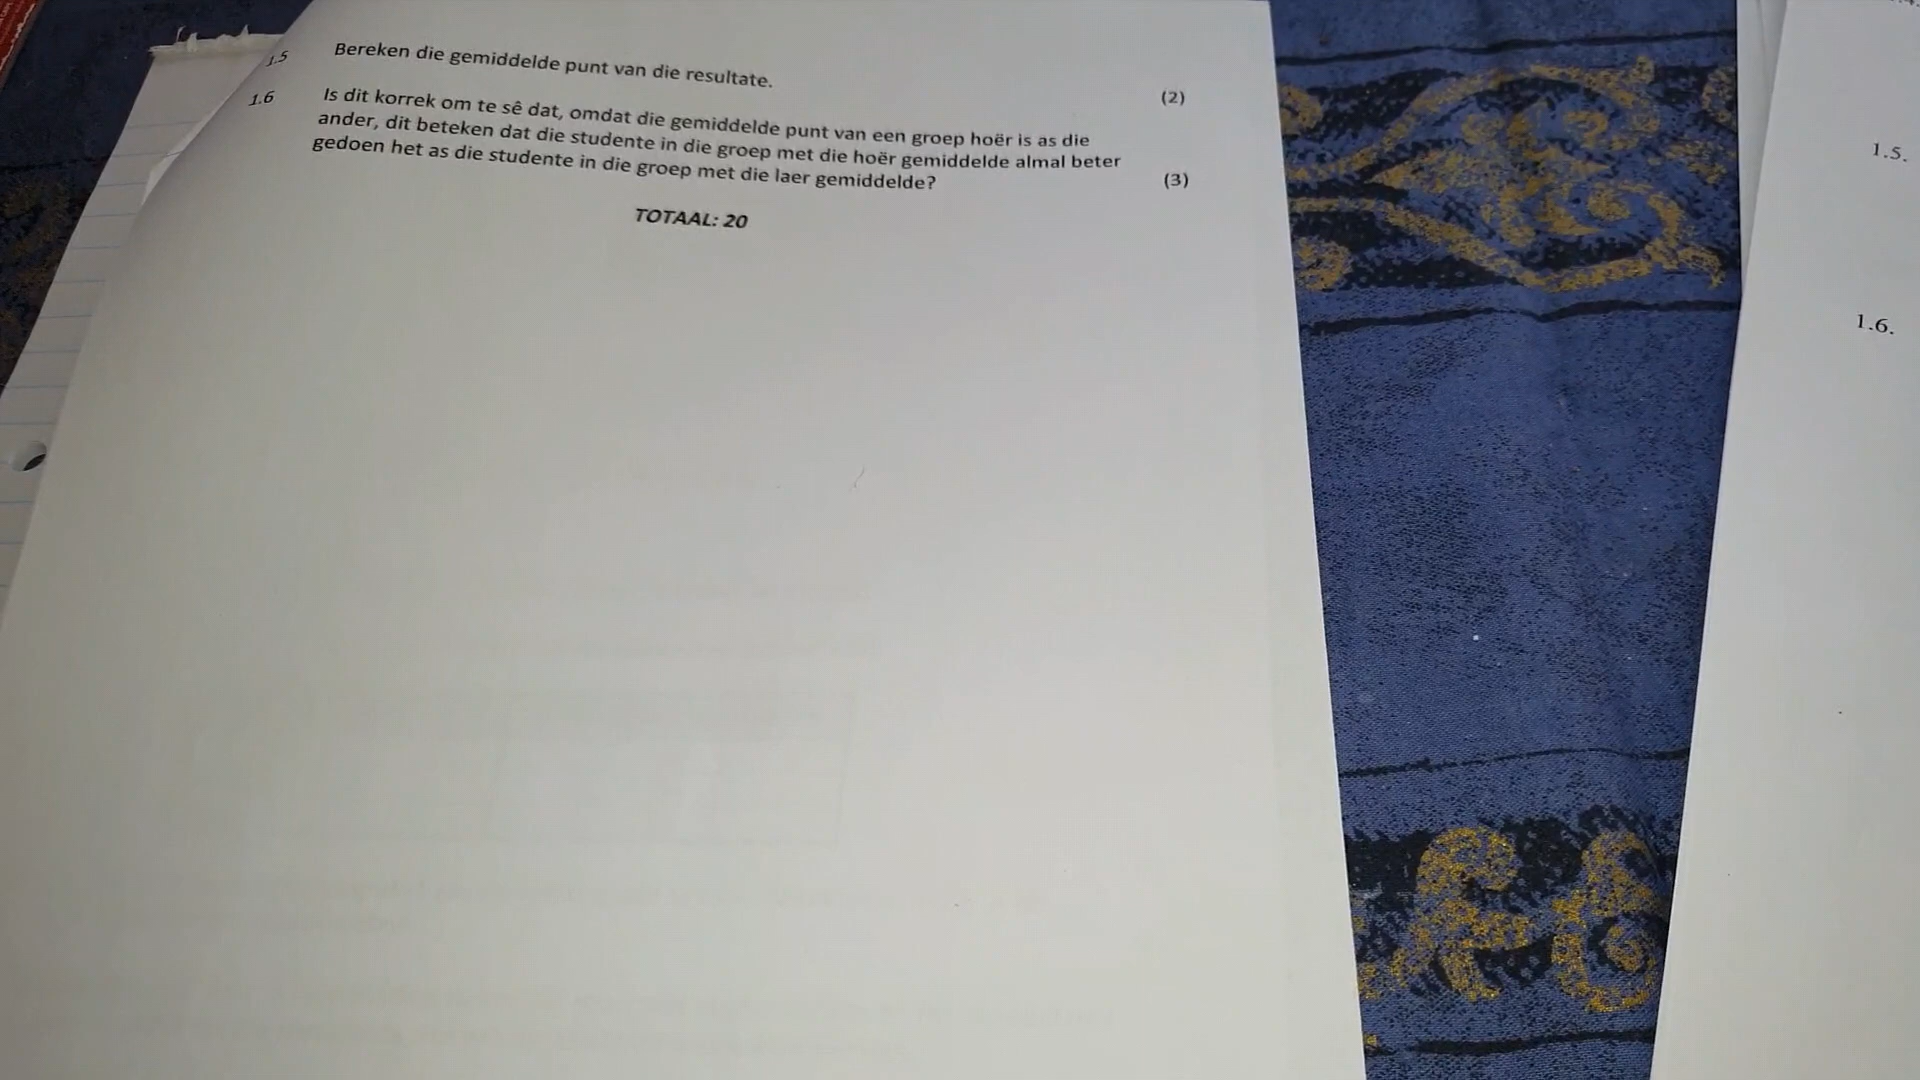 1.5 Bereken die gemiddelde punt van die resultate. (2)
1.6 Is dit korrek om te sê dat, omdat die gemiddelde punt van een groep hoër is as die
ander, dit beteken dat die studente in die groep met die hoër gemiddelde almal beter
gedoen het as die studente in die groep met die laer gemiddelde? (3)
TOTAAL: 20
1.5.
1.6.